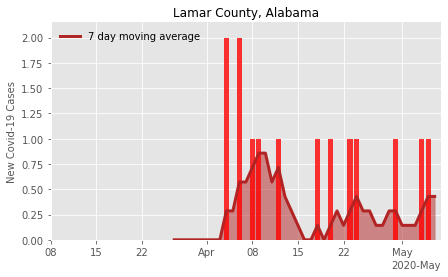 Lamar County, Alabama
7 day moving average
New Covid-19 Cases
2.00
1.75
1.50
1.25
1.00
0.75
0.50
0.25
0.00
08 15 22 Apr 08 15 22 May
2020-May